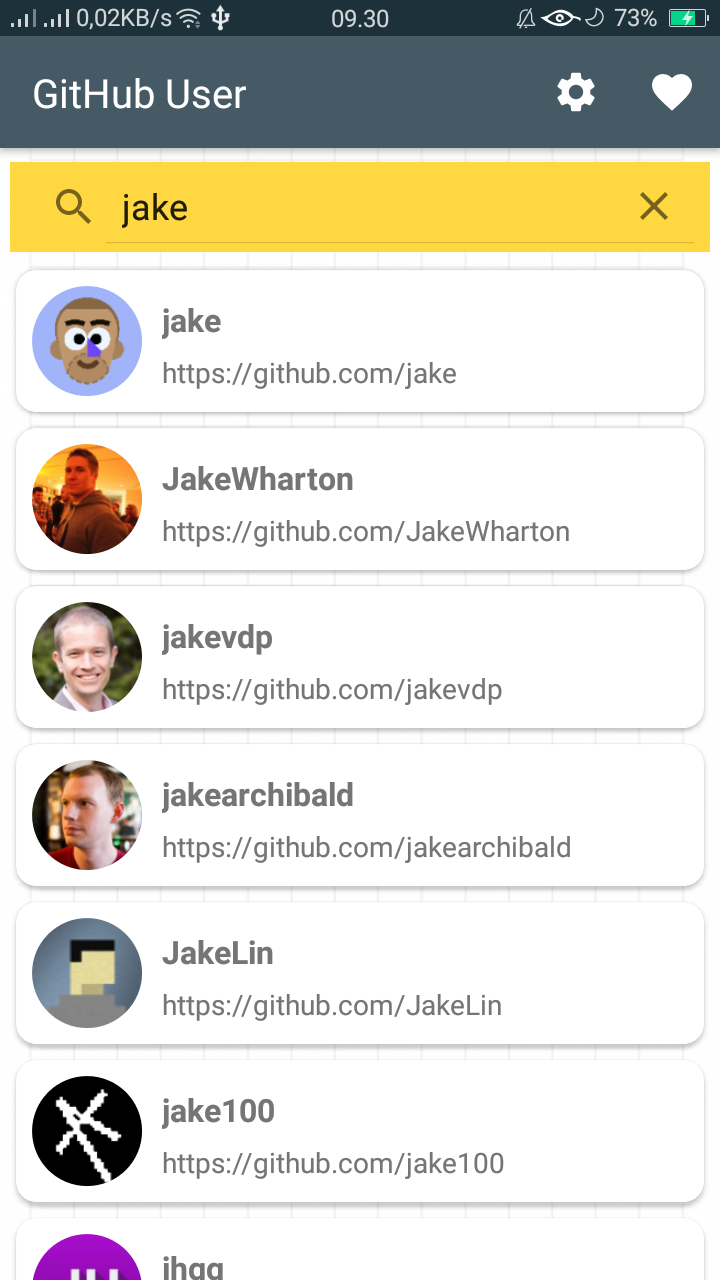 0,02KB/s 09.30 73%
GitHub User
jake
jake
https://github.com/jake
JakeWharton
https://github.com/JakeWharton
jakevdp
https://github.com/jakevdp
jakearchibald
https://github.com/jakearchibald
JakeLin
https://github.com/JakeLin
jake100
https://github.com/jake100